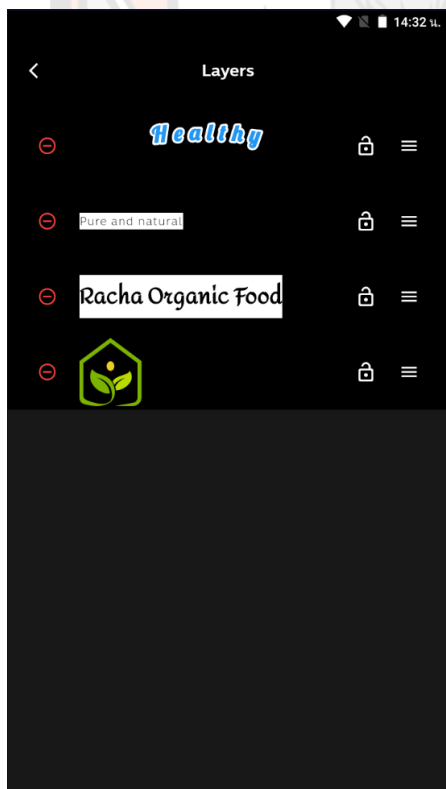 14:32 น.
Layers
Healthy
Pure and natural
Racha Organic Food